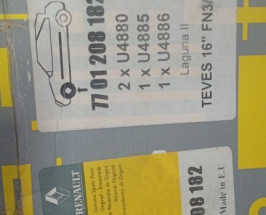 77 01 208 182
2 x U4880
1 x U4885
1 x U4886
Laguna II
TEVES 16" FN3/
RENAULT
08 182
Made in E.U